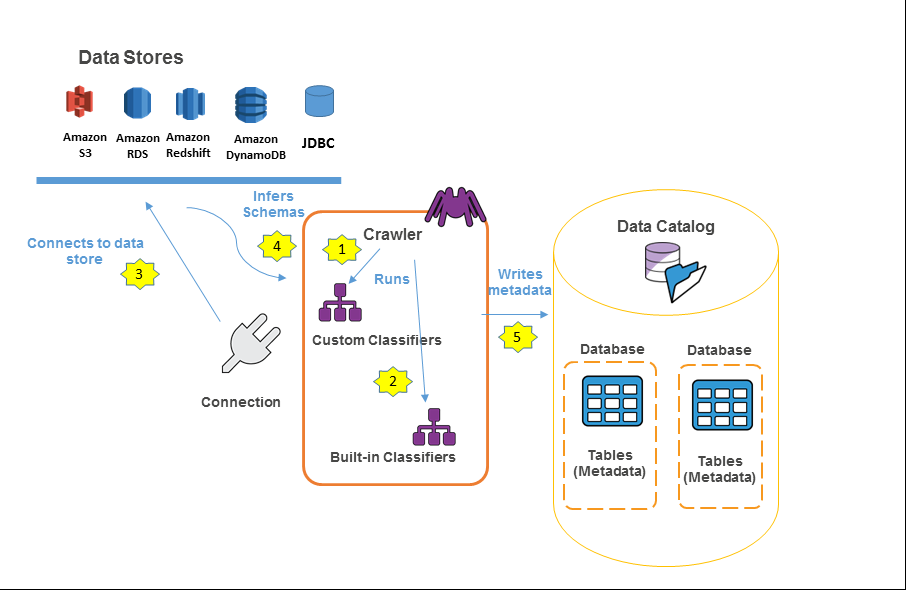 Data Stores
Amazon
S3
Amazon
RDS
Amazon
Redshift
Amazon
DynamoDB
JDBC
Infers
Schemas
4
Connects to data
store
3
Connection
Crawler
1
Runs
Custom Classifiers
2
Built-in Classifiers
Writes
metadata
5
Data Catalog
Database
Tables
(Metadata)
Database
Tables
(Metadata)